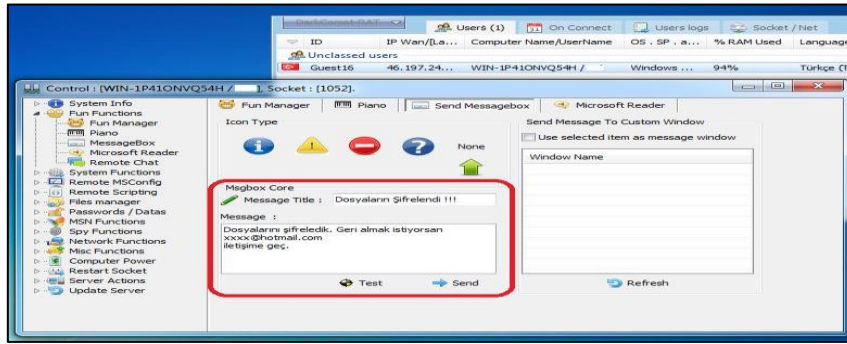 DarkComet-RAT
Users (1)
On Connect
Users logs
Socket / Net
ID
IP Wan/[La...
Computer Name/UserName
OS , SP , a...
% RAM Used
Language
Unclassed users
Guest16
46.197.24...
WIN-1P41ONVQ54H /
Windows ...
94%
Türkçe (T
Control : [WIN-1P41ONVQ54H / ], Socket : [1052].
System Info
Fun Functions
Fun Manager
Piano
MessageBox
Microsoft Reader
Remote Chat
System Functions
Remote MSConfig
Remote Scripting
Files manager
Passwords / Datas
MSN Functions
Spy Functions
Network Functions
Misc Functions
Computer Power
Restart Socket
Server Actions
Update Server
Fun Manager
Piano
Send Messagebox
Microsoft Reader
Icon Type
None
Msgbox Core
Message Title :
Dosyaların Şifrelendi !!!
Message :
Dosyalarını şifreledik. Geri almak istiyorsan
xxxx@hotmail.com
iletişime geç.
Test
Send
Send Message To Custom Window
Use selected item as message window
Window Name
Refresh